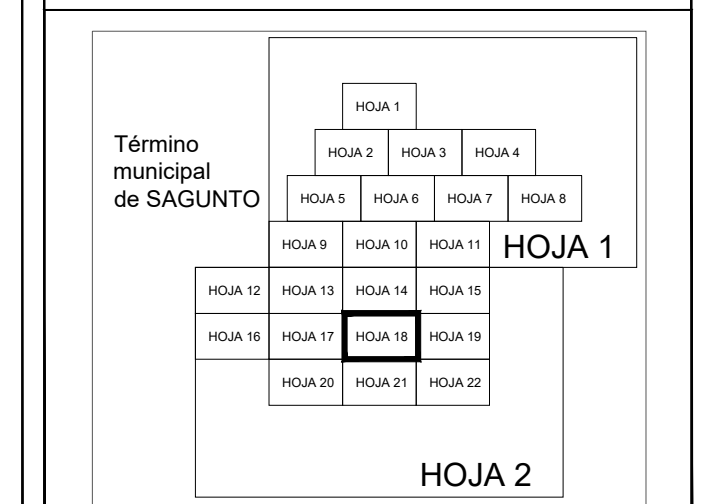 HOJA 1
Término
municipal
de SAGUNTO
HOJA 2 HOJA 3 HOJA 4
HOJA 5 HOJA 6 HOJA 7 HOJA 8
HOJA 9 HOJA 10 HOJA 11
HOJA 1
HOJA 12 HOJA 13 HOJA 14 HOJA 15
HOJA 16 HOJA 17 HOJA 18 HOJA 19
HOJA 20 HOJA 21 HOJA 22
HOJA 2